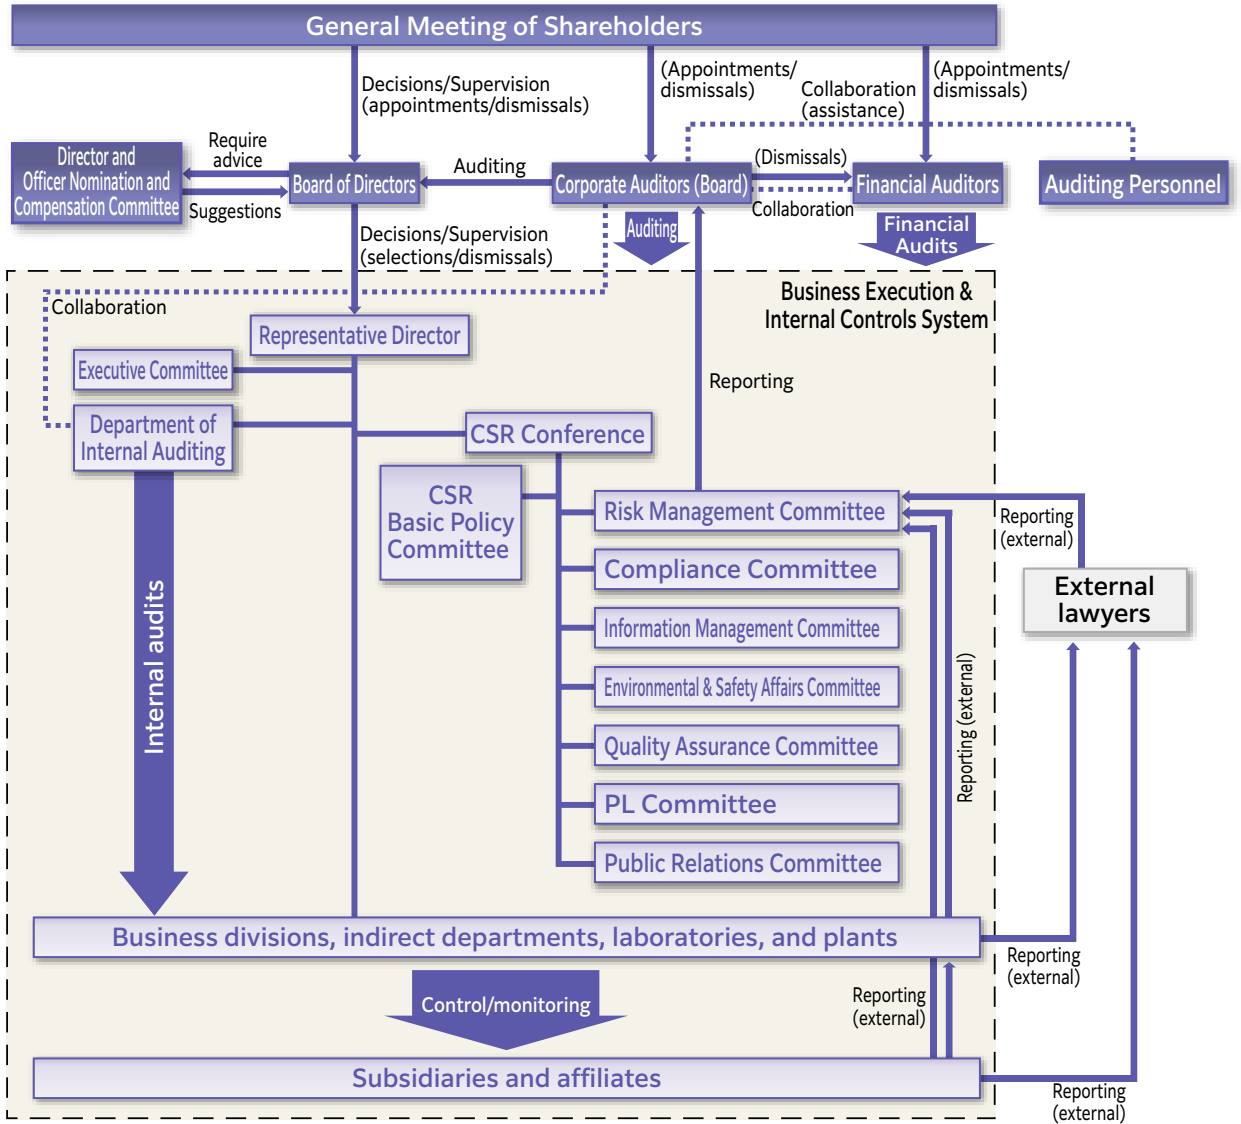 General Meeting of Shareholders
Decisions/Supervision
(appointments/dismissals)
(Appointments/
dismissals)
Collaboration
(assistance)
(Appointments/
dismissals)
Require
advice
Director and
Officer Nomination and
Compensation Committee
Suggestions
Board of Directors
Auditing
Corporate Auditors (Board)
(Dismissals)
Collaboration
Financial Auditors
Auditing Personnel
Decisions/Supervision
(selections/dismissals)
Auditing
Financial
Audits
Business Execution &
Internal Controls System
Collaboration
Representative Director
Executive Committee
Reporting
Department of
Internal Auditing
CSR Conference
CSR
Basic Policy
Committee
Risk Management Committee
Reporting
(external)
Compliance Committee
External
lawyers
Information Management Committee
Environmental & Safety Affairs Committee
Quality Assurance Committee
PL Committee
Public Relations Committee
Internal audits
Reporting (external)
Business divisions, indirect departments, laboratories, and plants
Reporting
(external)
Control/monitoring
Reporting
(external)
Subsidiaries and affiliates
Reporting
(external)